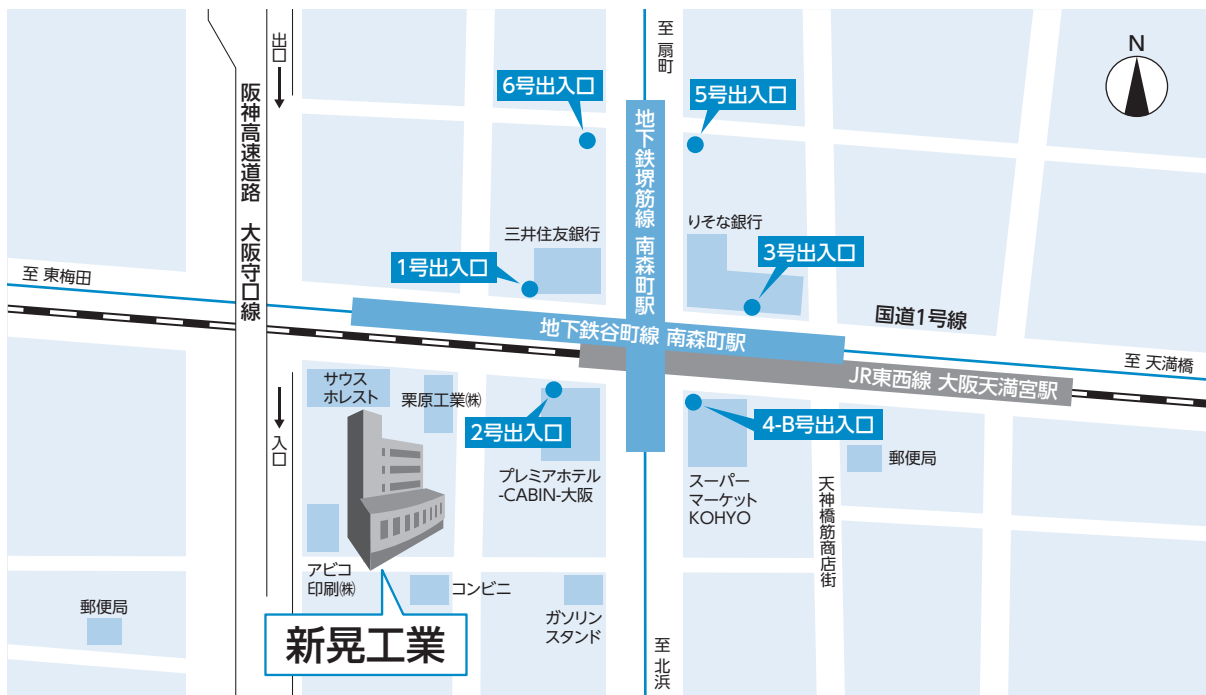 至 扇町
N
出口
6号出入口
5号出入口
阪神高速道路 大阪守口線
地下鉄堺筋線 南森町駅
三井住友銀行
りそな銀行
1号出入口
3号出入口
至 東梅田
国道1号線
地下鉄谷町線 南森町駅
至 天満橋
JR東西線 大阪天満宮駅
サウス
ホレスト
栗原工業㈱
入口
2号出入口
4-B号出入口
プレミアホテル
-CABIN-大阪
スーパー
マーケット
KOHYO
郵便局
天神橋筋商店街
アビコ
印刷㈱
コンビニ
ガソリン
スタンド
郵便局
新晃工業
至 北浜